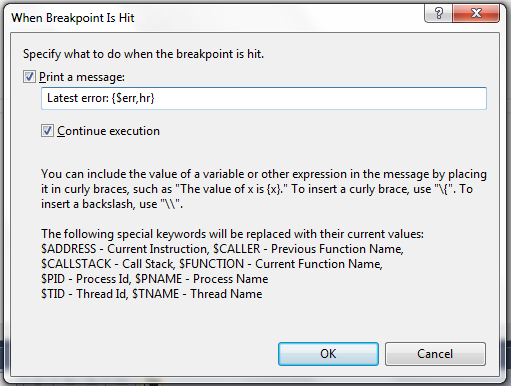 When Breakpoint Is Hit
Specify what to do when the breakpoint is hit.
Print a message:
Latest error: {$err,hr}
Continue execution
You can include the value of a variable or other expression in the message by placing
it in curly braces, such as "The value of x is {x}." To insert a curly brace, use "\{". To
insert a backslash, use "\\".
The following special keywords will be replaced with their current values:
$ADDRESS - Current Instruction, $CALLER - Previous Function Name,
$CALLSTACK - Call Stack, $FUNCTION - Current Function Name,
$PID - Process Id, $PNAME - Process Name
$TID - Thread Id, $TNAME - Thread Name
OK Cancel